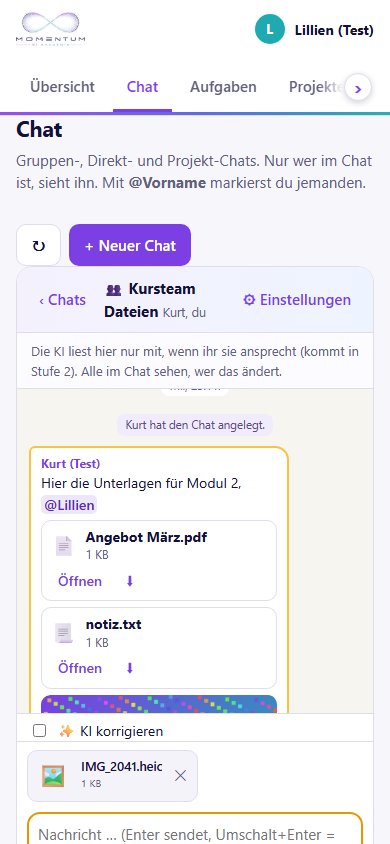 MOMENTUM
L
Lillien (Test)
Übersicht
Chat
Aufgaben
Projekte
Chat
Gruppen-, Direkt- und Projekt-Chats. Nur wer im Chat
ist, sieht ihn. Mit @Vorname markierst du jemanden.
↻
+ Neuer Chat
‹ Chats
Kursteam
Dateien Kurt, du
Einstellungen
Die KI liest hier nur mit, wenn ihr sie ansprecht (kommt in
Stufe 2). Alle im Chat sehen, wer das ändert.
Kurt hat den Chat angelegt.
Kurt (Test)
Hier die Unterlagen für Modul 2,
@Lillien
Angebot März.pdf
1 KB
Öffnen
notiz.txt
1 KB
Öffnen
KI korrigieren
IMG_2041.heic
1 KB
Nachricht ... (Enter sendet, Umschalt+Enter =